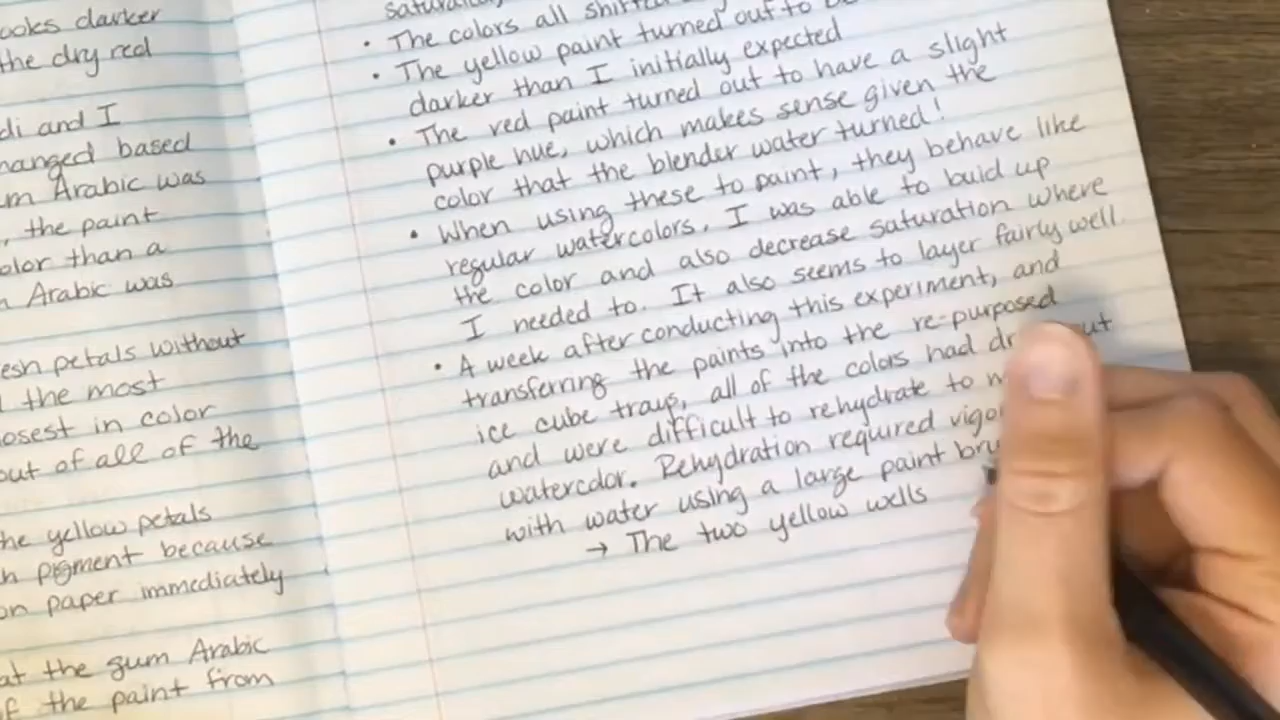 ooks darker
the dry red
di and I
hanged based
m Arabic was
, the paint
olor than a
n Arabic was
esh petals without
l the most
losest in color
out of all of the
he yellow petals
h pigment because
on paper immediately
at the gum Arabic
f the paint from
• The colors all
• The yellow paint turned out to
darker than I initially expected
• The red paint turned out to have a slight
purple hue, which makes sense given the
color that the blender water turned!
• When using these to paint, they behave like
regular watercolors. I was able to build up
the color and also decrease saturation where
I needed to. It also seems to layer fairly well.
• A week after conducting this experiment, and
transferring the paints into the re-purposed
ice cube trays, all of the colors had dr out
and were difficult to rehydrate to
watercolor. Rehydration required vigo
with water using a large paint bru
→ The two yellow wells